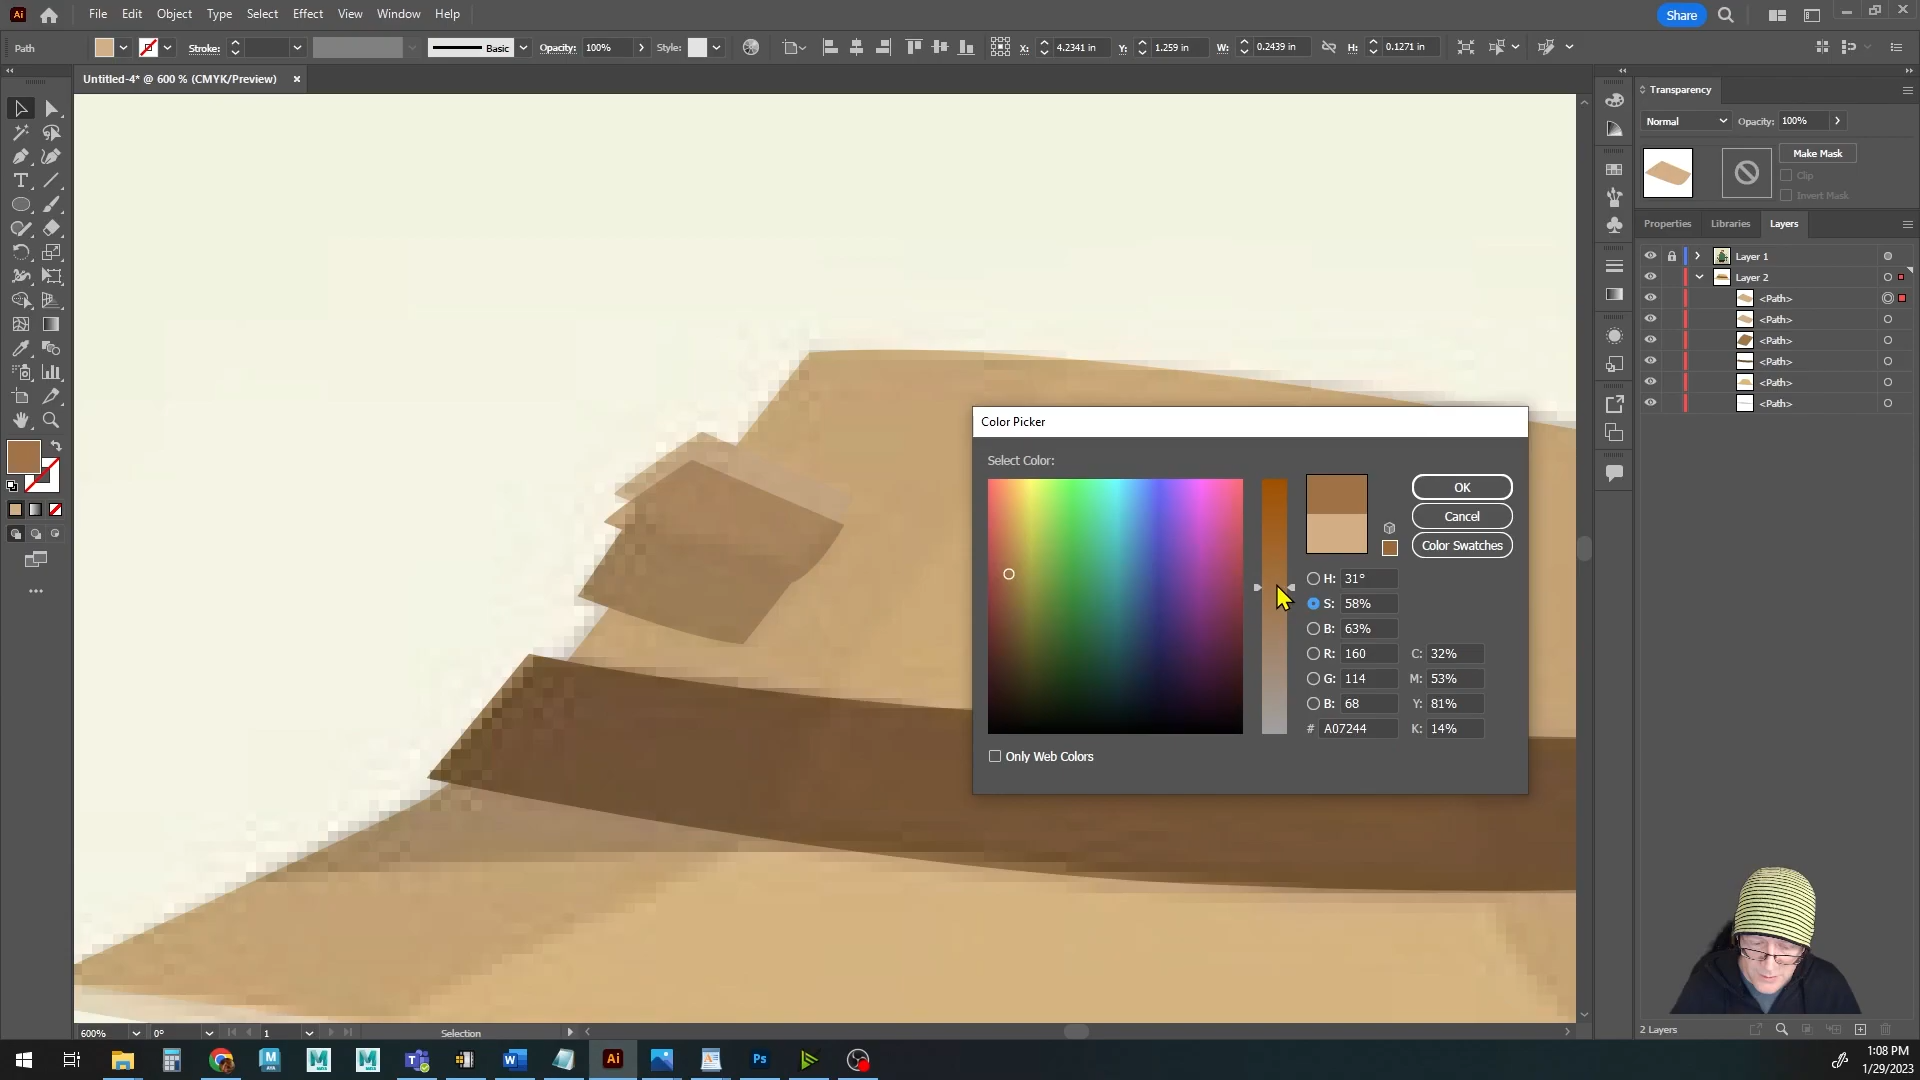 Ai File Edit Object Type Select Effect View Window Help Share
Path Stroke: Basic Opacity: 100% Style: X: 4.2341 in Y: 1.259 in W: 0.2439 in H: 0.1271 in
Untitled-4* @ 600 % (CMYK/Preview)
Transparency
Normal Opacity: 100%
Make Mask
Clip
Invert Mask
Properties Libraries Layers
Layer 1
Layer 2
<Path>
<Path>
<Path>
<Path>
<Path>
<Path>
Color Picker
Select Color:
OK
Cancel
Color Swatches
H: 31°
S: 58%
B: 63%
R: 160 C: 32%
G: 114 M: 53%
B: 68 Y: 81%
# A07244 K: 14%
Only Web Colors
600% 0° 1 Selection
2 Layers
Ps
Ai
1:08 PM
1/29/2023